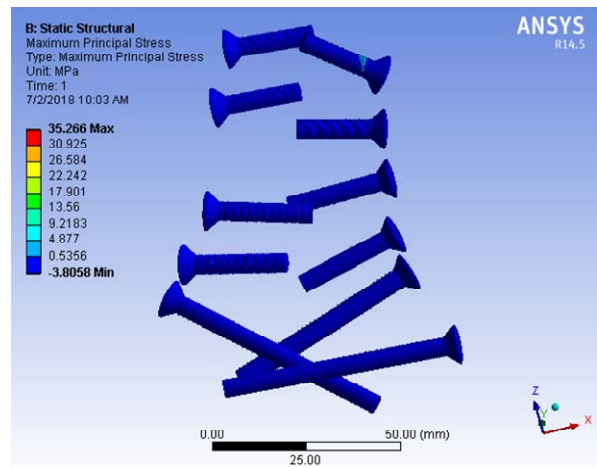 B: Static Structural
Maximum Principal Stress
Type: Maximum Principal Stress
Unit: MPa
Time: 1
7/2/2018 10:03 AM
35.266 Max
30.925
26.584
22.242
17.901
13.56
9.2183
4.877
0.5356
-3.8058 Min
ANSYS
R14.5
0.00
50.00 (mm)
25.00
Z
Y
X